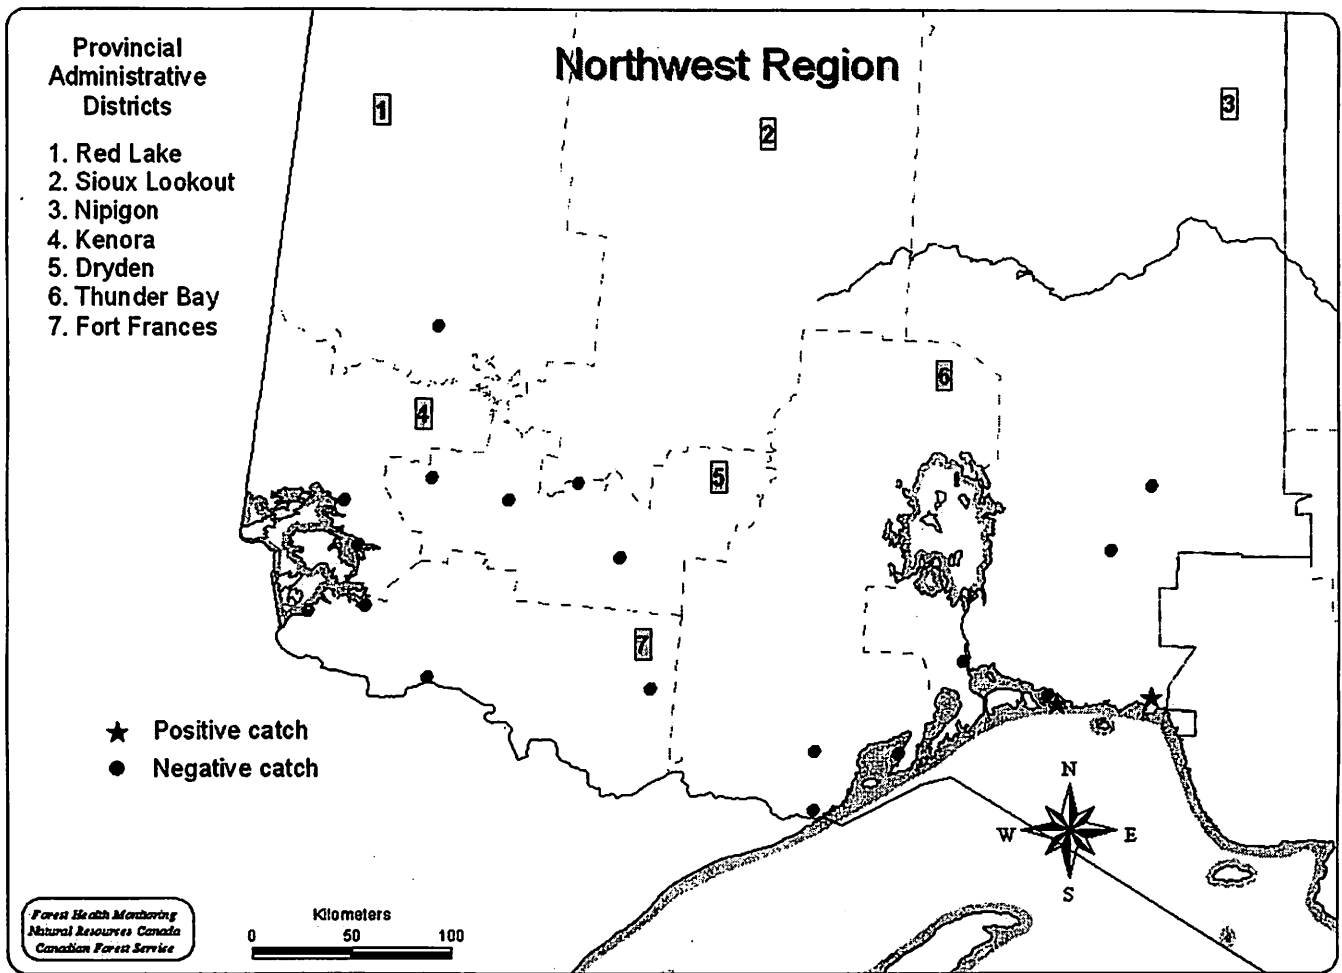 Provincial
Administrative
Districts
1. Red Lake
2. Sioux Lookout
3. Nipigon
4. Kenora
5. Dryden
6. Thunder Bay
7. Fort Frances
Northwest Region
1
2
3
4
5
6
7
Positive catch
Negative catch
N
W
E
S
Forest Health Monitoring
Natural Resources Canada
Canadian Forest Service
Kilometers
0 50 100